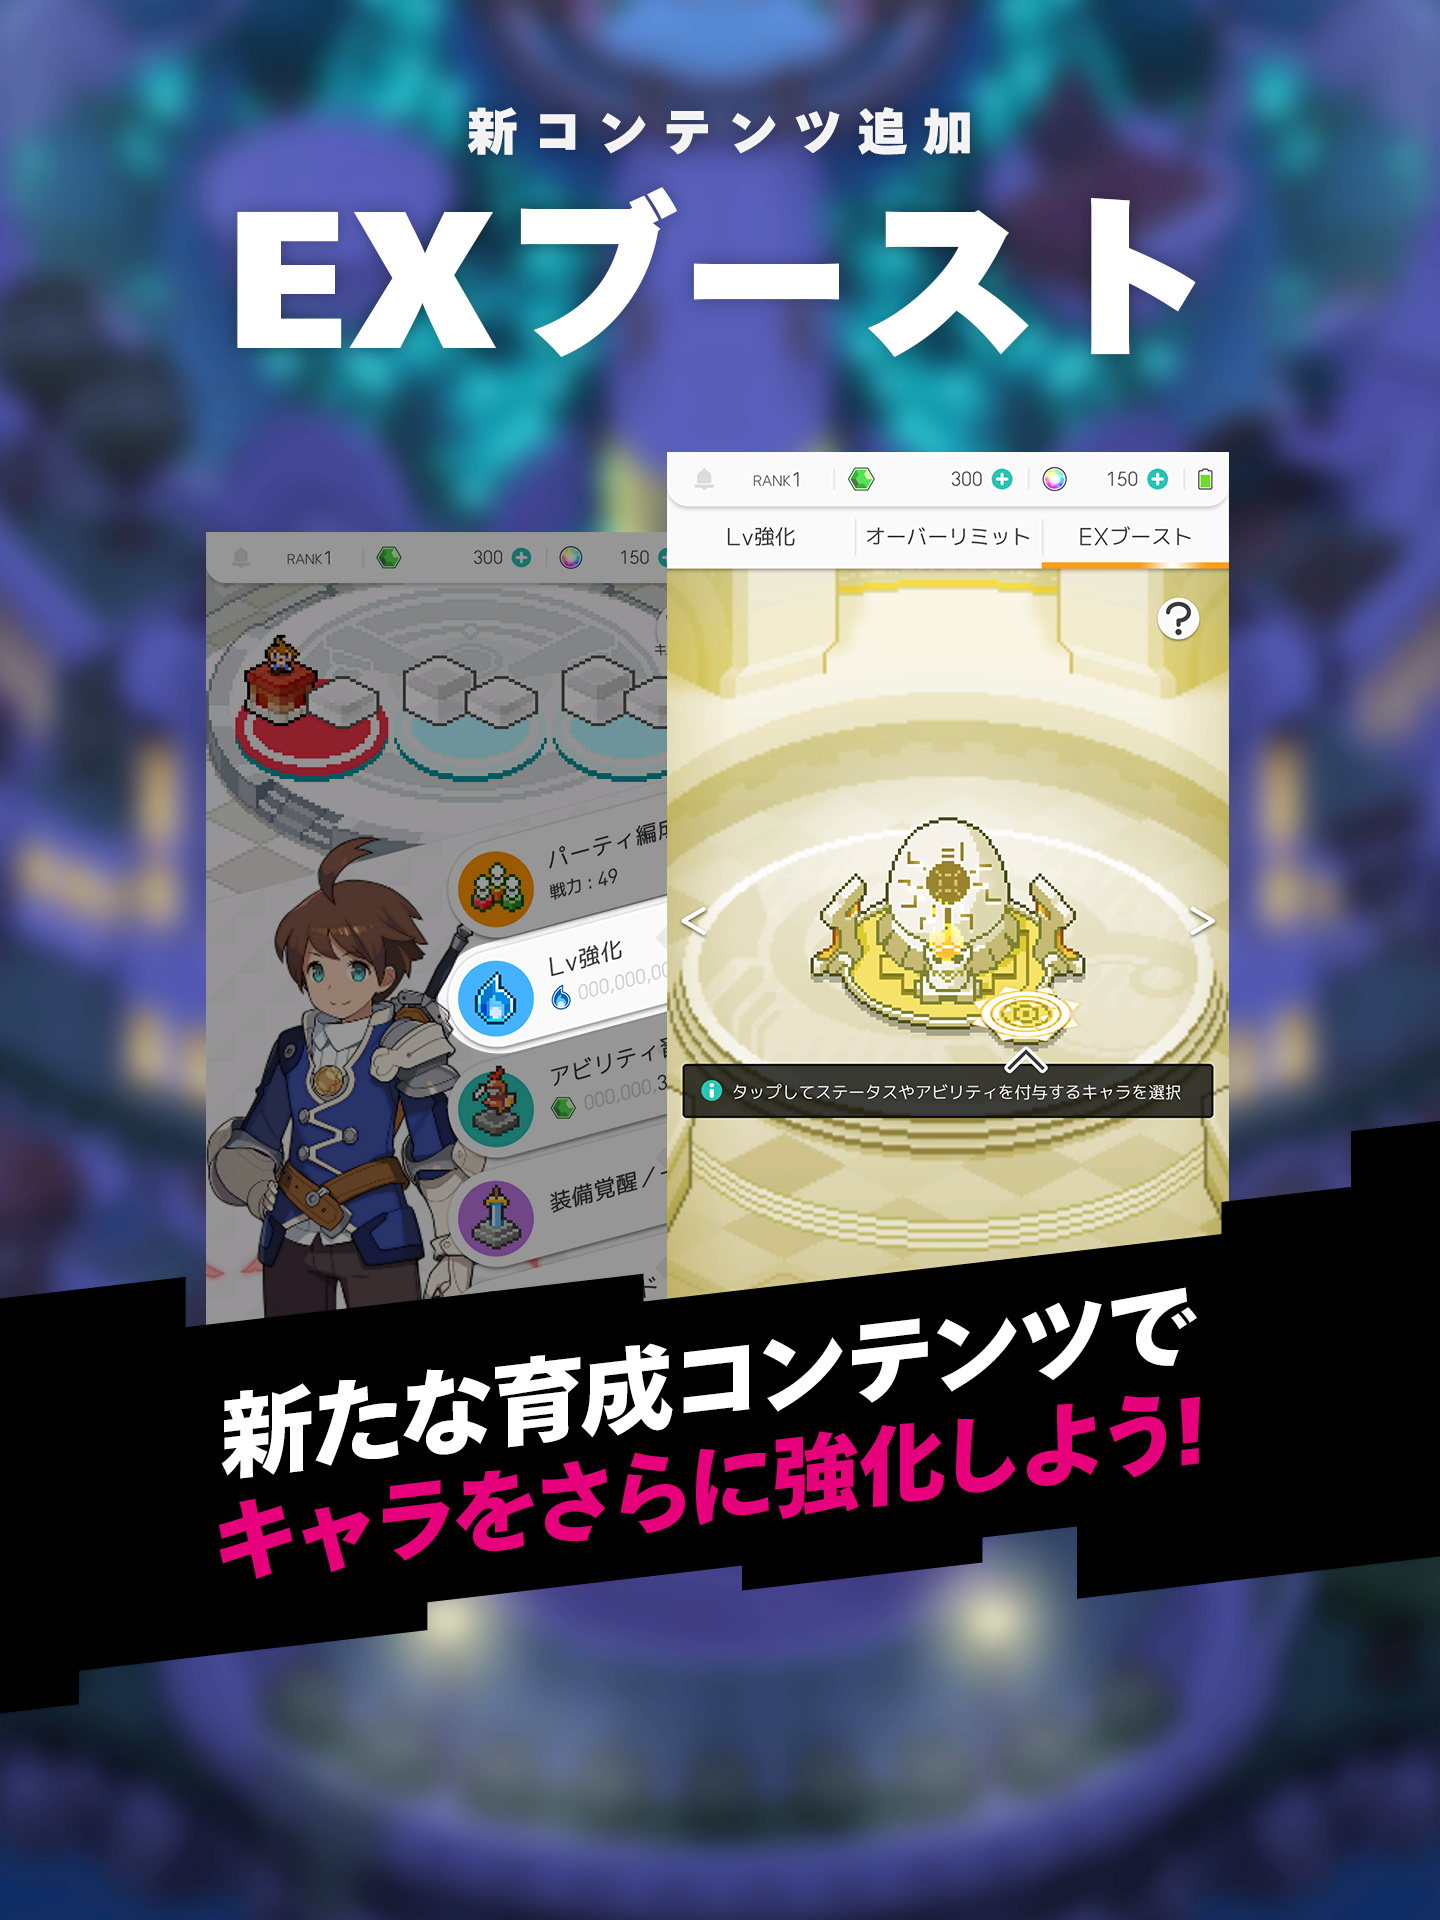 新コンテンツ追加
EXブースト
RANK1
300
150
Lv強化
オーバーリミット
EXブースト
?
タップしてステータスやアビリティを付与するキャラを選択
RANK1
300
150
パーティ編成
戦力:49
Lv強化
000,000,00
アビリティ
000,000,3
装備覚醒/
ド
新たな育成コンテンツで
キャラをさらに強化しよう!